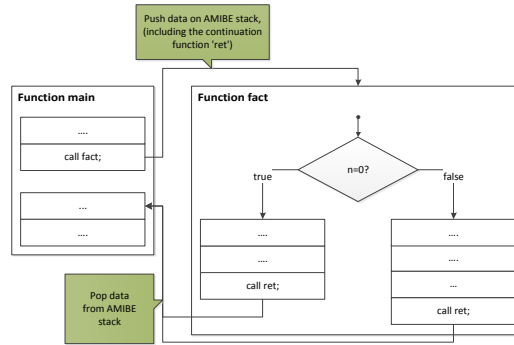 Push data on AMIBE stack,
(including the continuation
function 'ret')
Function main
....
call fact;
...
....
Function fact
n=0?
true
false
....
....
call ret;
....
....
...
call ret;
Pop data
from AMIBE
stack